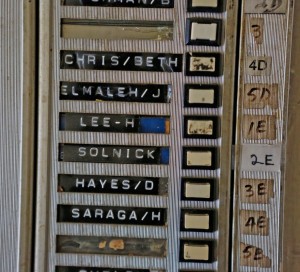 3
CHRIS/BETH 4D
ELMALEH/J 5D
LEE-H 1E
SOLNICK 2E
HAYES/D 3E
SARAGA/H 4E
5E